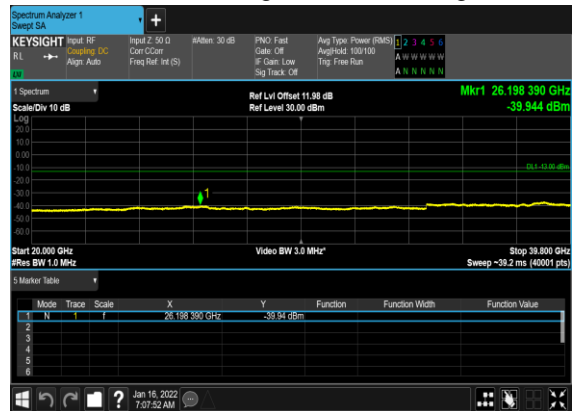 Spectrum Analyzer 1
Swept SA
+
KEYSIGHT Input: RF Input Z: 50 Ω #Atten: 30 dB PNO: Fast Avg Type: Power (RMS) 1 2 3 4 5 6
RL Coupling: DC Corr CCorr Gate: Off Avg|Hold: 100/100 A W W W W W
Align: Auto Freq Ref: Int (S) IF Gain: Low Trig: Free Run
Sig Track: Off A N N N N N
1 Spectrum Ref Lvl Offset 11.98 dB Mkr1 26.198 390 GHz
Scale/Div 10 dB Ref Level 30.00 dBm -39.944 dBm
Log
20.0
10.0
0.00
-10.0
DL1 -13.00 dBm
-20.0
-30.0
1
-40.0
-50.0
-60.0
Start 20.000 GHz Video BW 3.0 MHz* Stop 39.800 GHz
#Res BW 1.0 MHz Sweep ~39.2 ms (40001 pts)
5 Marker Table
Mode Trace Scale X Y Function Function Width Function Value
1 N 1 f 26.198 390 GHz -39.94 dBm
2
3
4
5
6
? Jan 16, 2022
7:07:52 AM